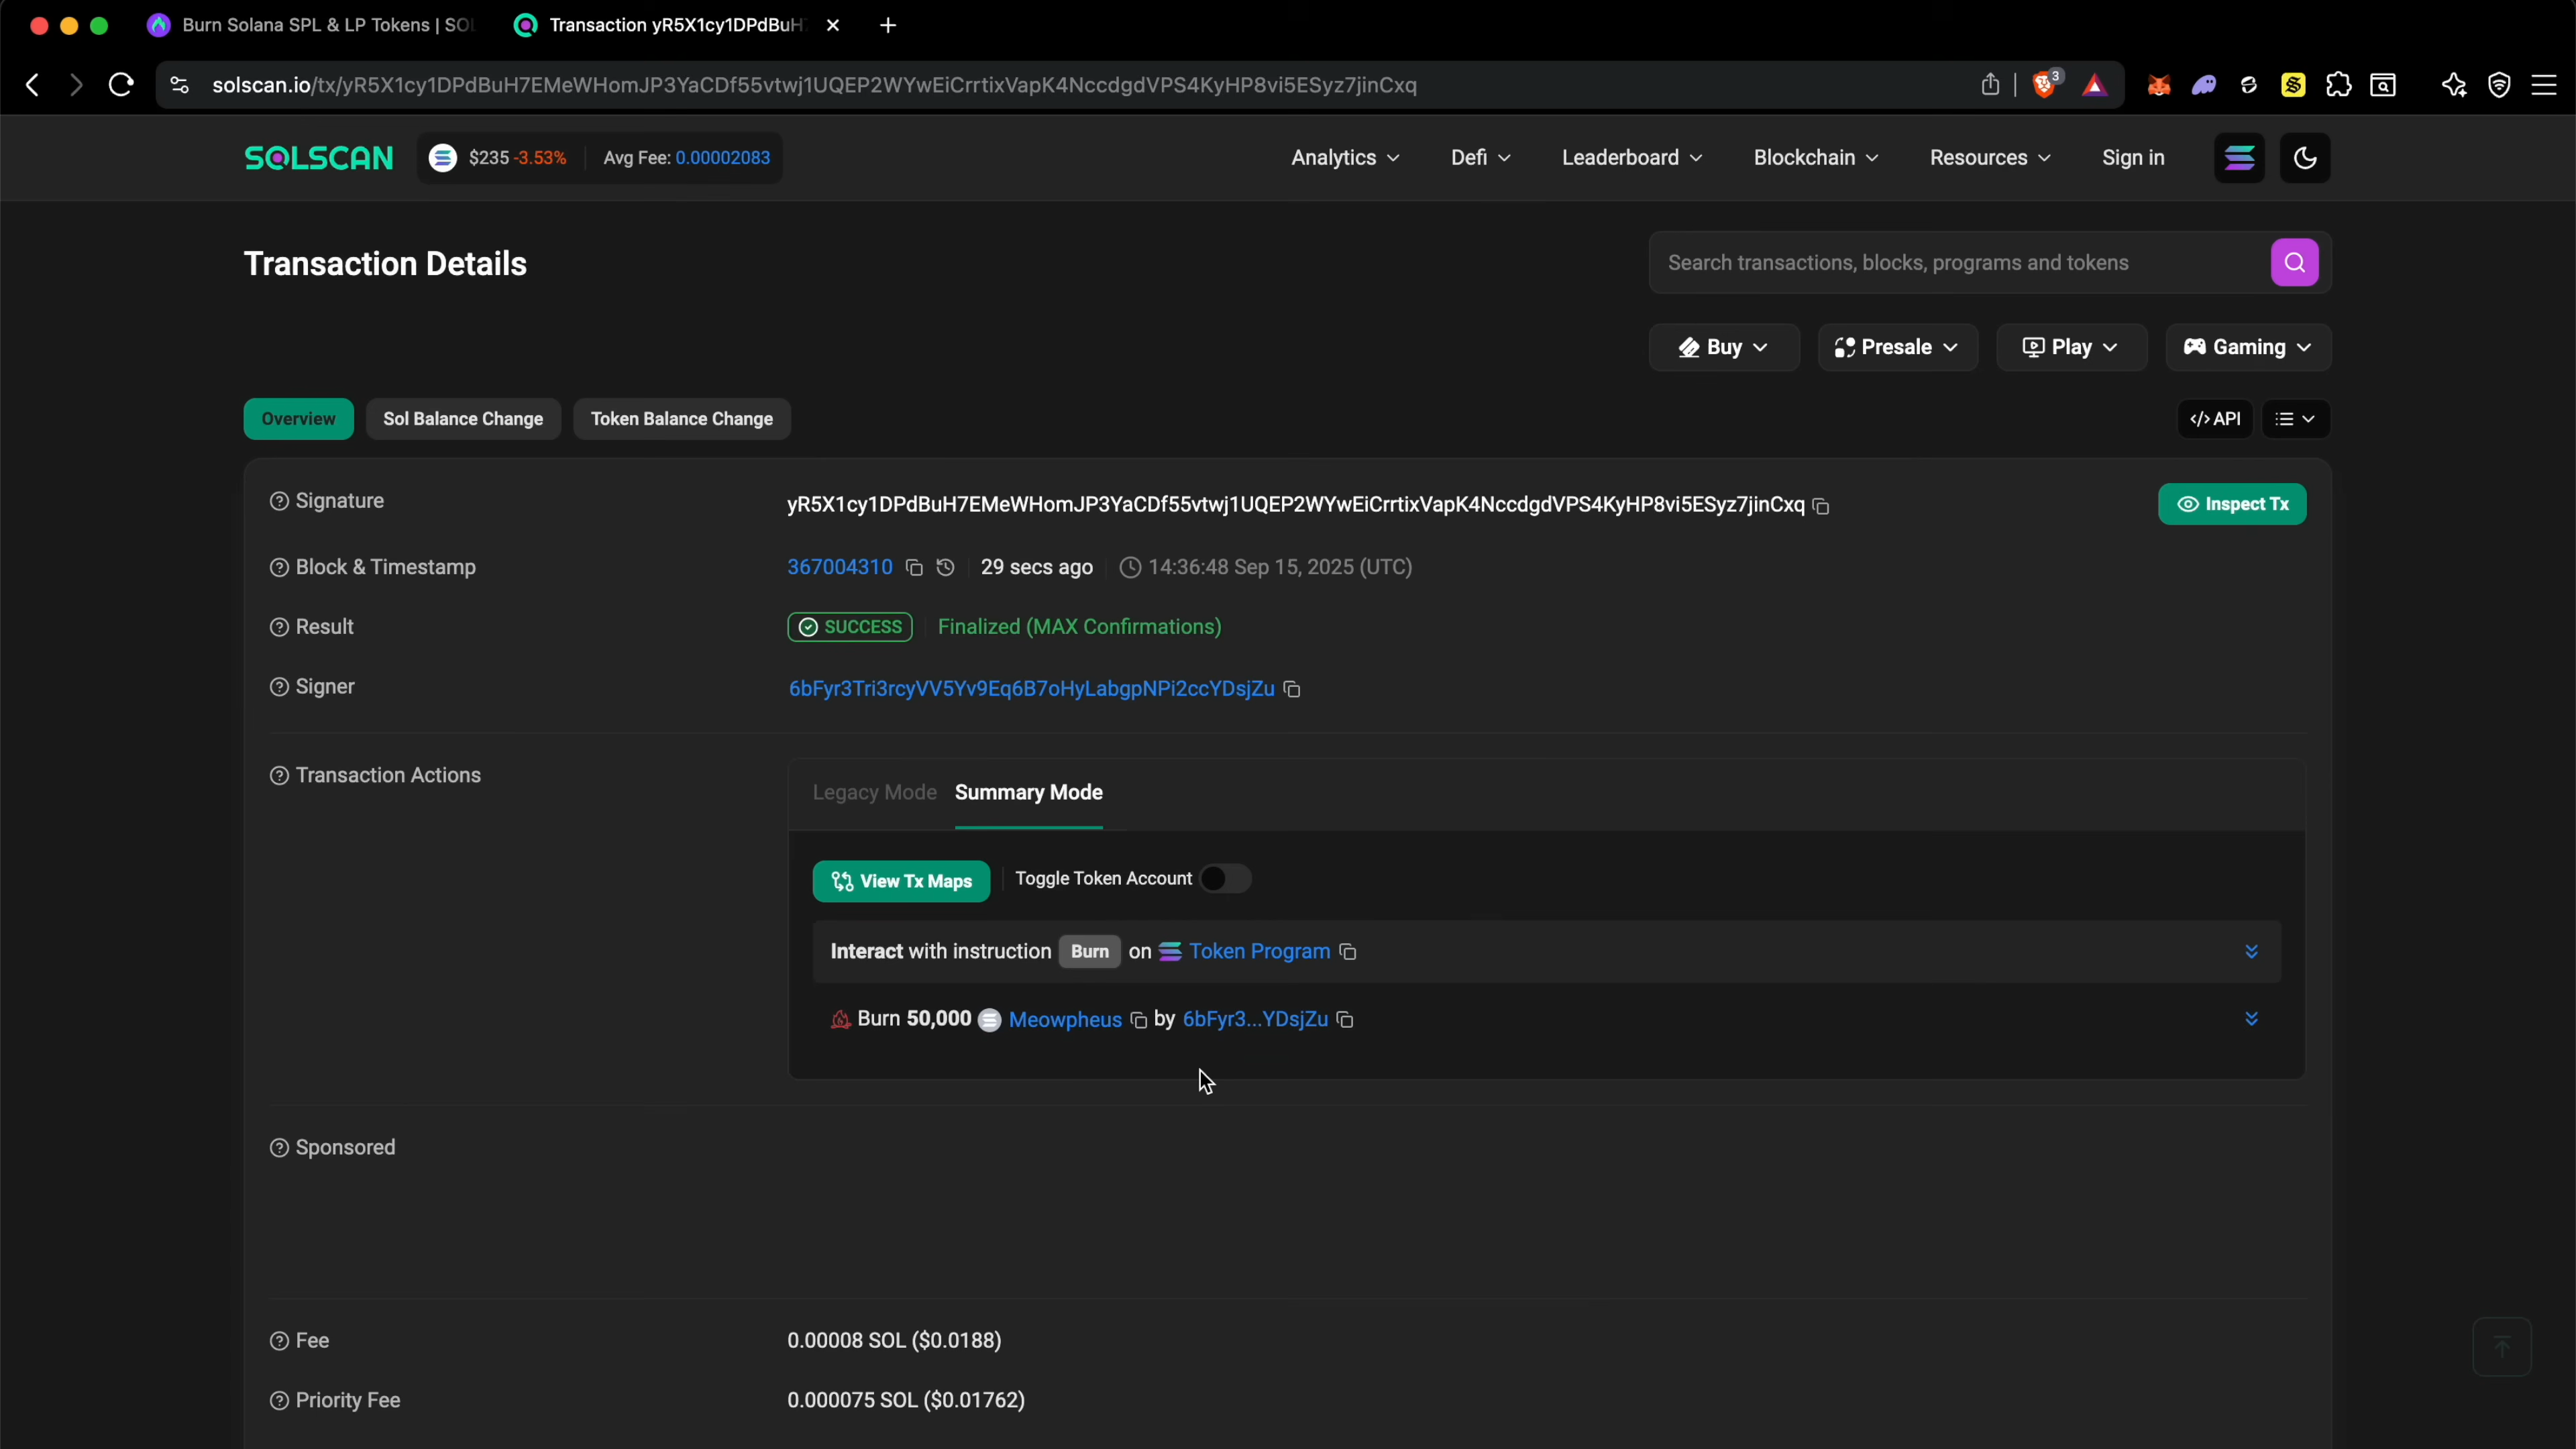 Burn Solana SPL & LP Tokens | SOL
Transaction yR5X1cy1DPdBuH
solscan.io/tx/yR5X1cy1DPdBuH7EMeWHomJP3YaCDf55vtwj1UQEP2WYwEiCrrtixVapK4NccdgdVPS4KyHP8vi5ESyz7jinCxq
3
SOLSCAN
$235 -3.53%
Avg Fee: 0.00002083
Analytics
Defi
Leaderboard
Blockchain
Resources
Sign in
Transaction Details
Search transactions, blocks, programs and tokens
Buy
Presale
Play
Gaming
Overview
Sol Balance Change
Token Balance Change
</> API
Signature
yR5X1cy1DPdBuH7EMeWHomJP3YaCDf55vtwj1UQEP2WYwEiCrrtixVapK4NccdgdVPS4KyHP8vi5ESyz7jinCxq
Inspect Tx
Block & Timestamp
367004310
29 secs ago
14:36:48 Sep 15, 2025 (UTC)
Result
SUCCESS
Finalized (MAX Confirmations)
Signer
6bFyr3Tri3rcyVV5Yv9Eq6B7oHyLabgpNPi2ccYDsjZu
Transaction Actions
Legacy Mode
Summary Mode
View Tx Maps
Toggle Token Account
Interact with instruction Burn on Token Program
Burn 50,000 Meowpheus by 6bFyr3...YDsjZu
Sponsored
Fee
0.00008 SOL ($0.0188)
Priority Fee
0.000075 SOL ($0.01762)